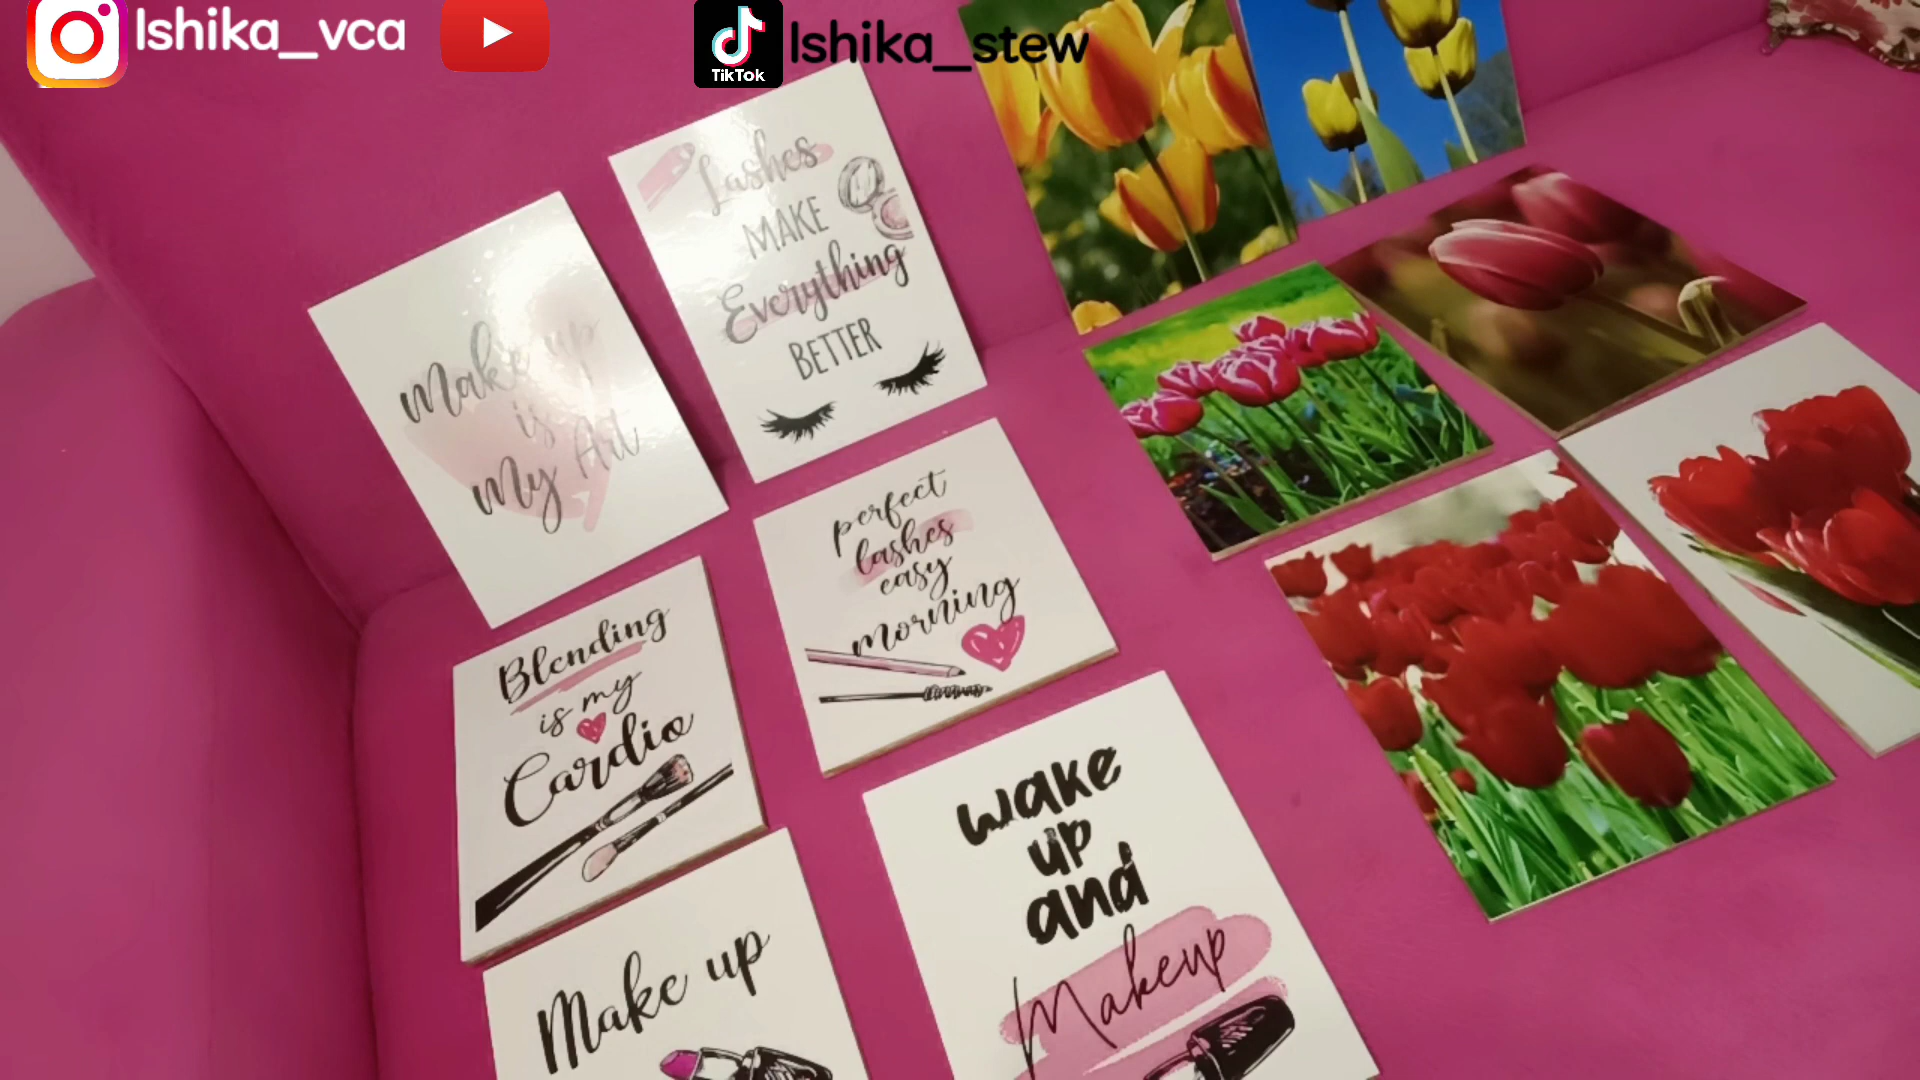 Ishika_vca
TikTok
Ishika_stew
Lashes
MAKE
Everything
BETTER
Make up
is
My Art
perfect
lashes
easy
morning
Blending
is my
Cardio
wake
up
and
Makeup
Make up